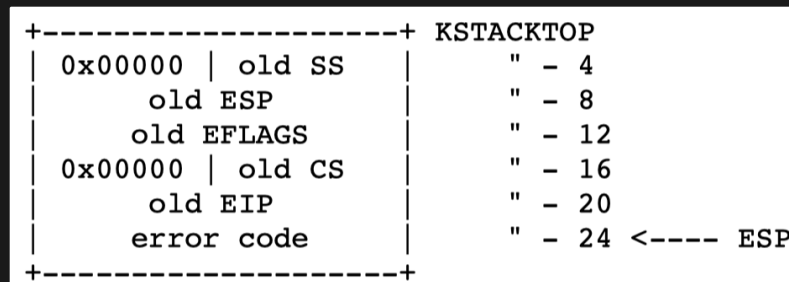 +--------------------+ KSTACKTOP
| 0x00000 | old SS   |     " - 4
|      old ESP       |     " - 8
|     old EFLAGS     |     " - 12
| 0x00000 | old CS   |     " - 16
|      old EIP       |     " - 20
|     error code     |     " - 24 <---- ESP
+--------------------+